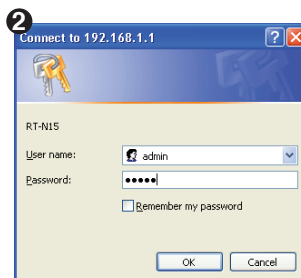 2
Connect to 192.168.1.1
RT-N15
User name: admin
Password: •••••
Remember my password
OK Cancel